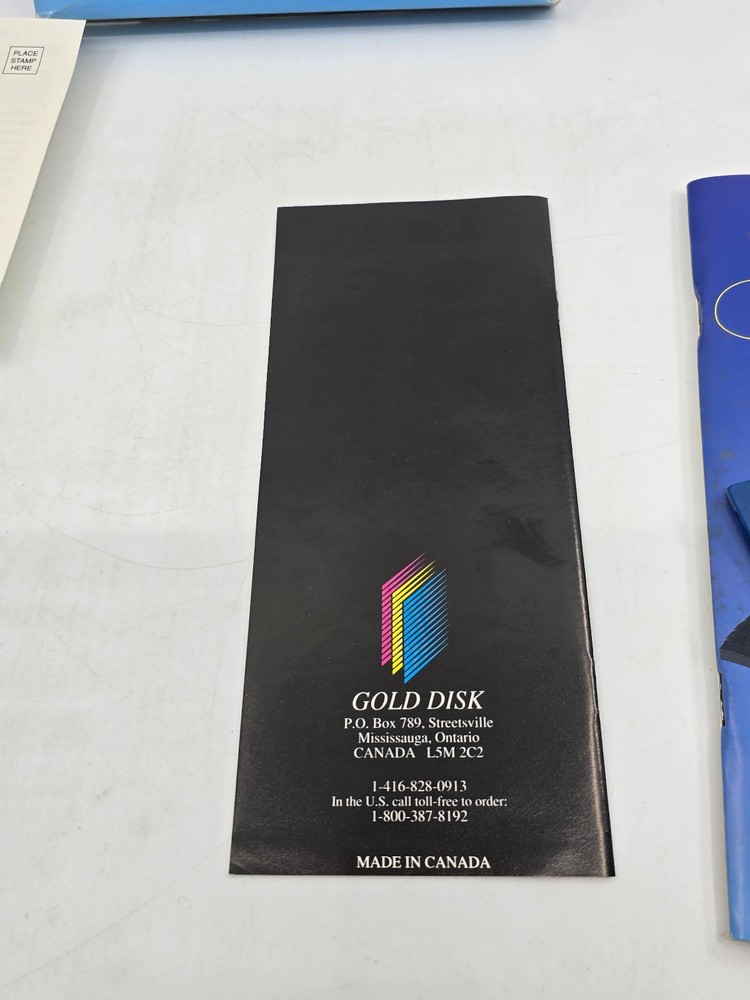 PLACE
STAMP
HERE
GOLD DISK
P.O. Box 789, Streetsville
Mississauga, Ontario
CANADA L5M 2C2
1-416-828-0913
In the U.S. call toll-free to order:
1-800-387-8192
MADE IN CANADA